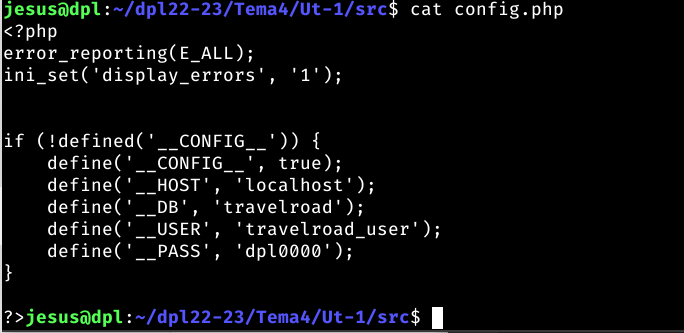 jesus@dpl:~/dpl22-23/Tema4/Ut-1/src$ cat config.php
<?php
error_reporting(E_ALL);
ini_set('display_errors', '1');
if (!defined('__CONFIG__')) {
    define('__CONFIG__', true);
    define('__HOST', 'localhost');
    define('__DB', 'travelroad');
    define('__USER', 'travelroad_user');
    define('__PASS', 'dpl0000');
}
?>jesus@dpl:~/dpl22-23/Tema4/Ut-1/src$